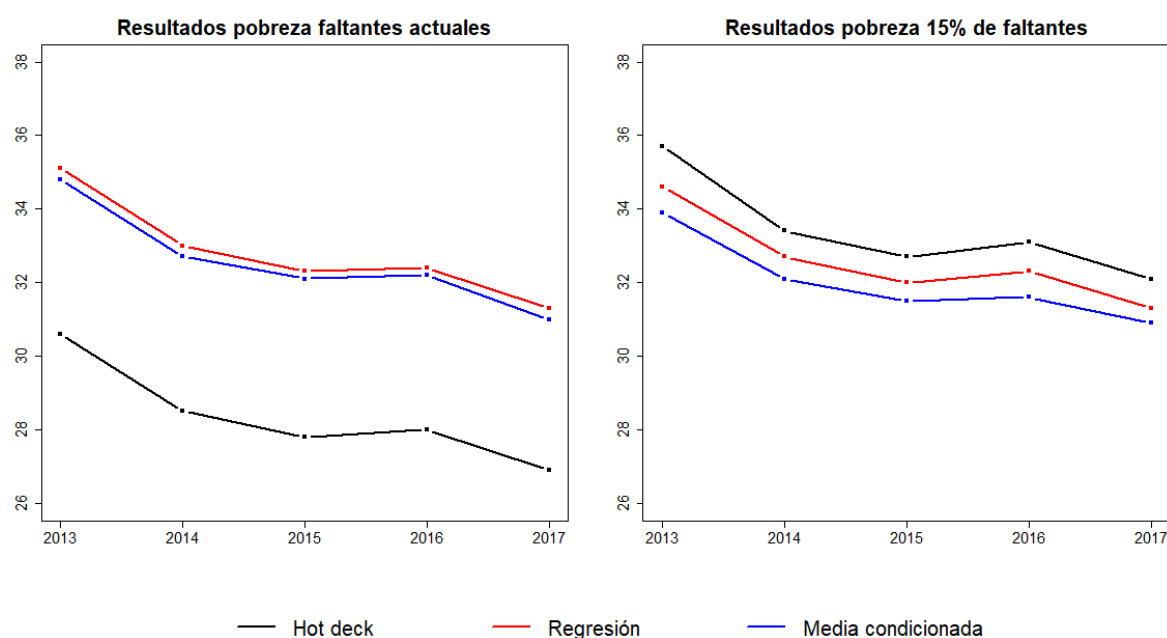 Resultados pobreza faltantes actuales
38
36
34
32
30
28
26
2013 2014 2015 2016 2017
Resultados pobreza 15% de faltantes
38
36
34
32
30
28
26
2013 2014 2015 2016 2017
Hot deck Regresión Media condicionada